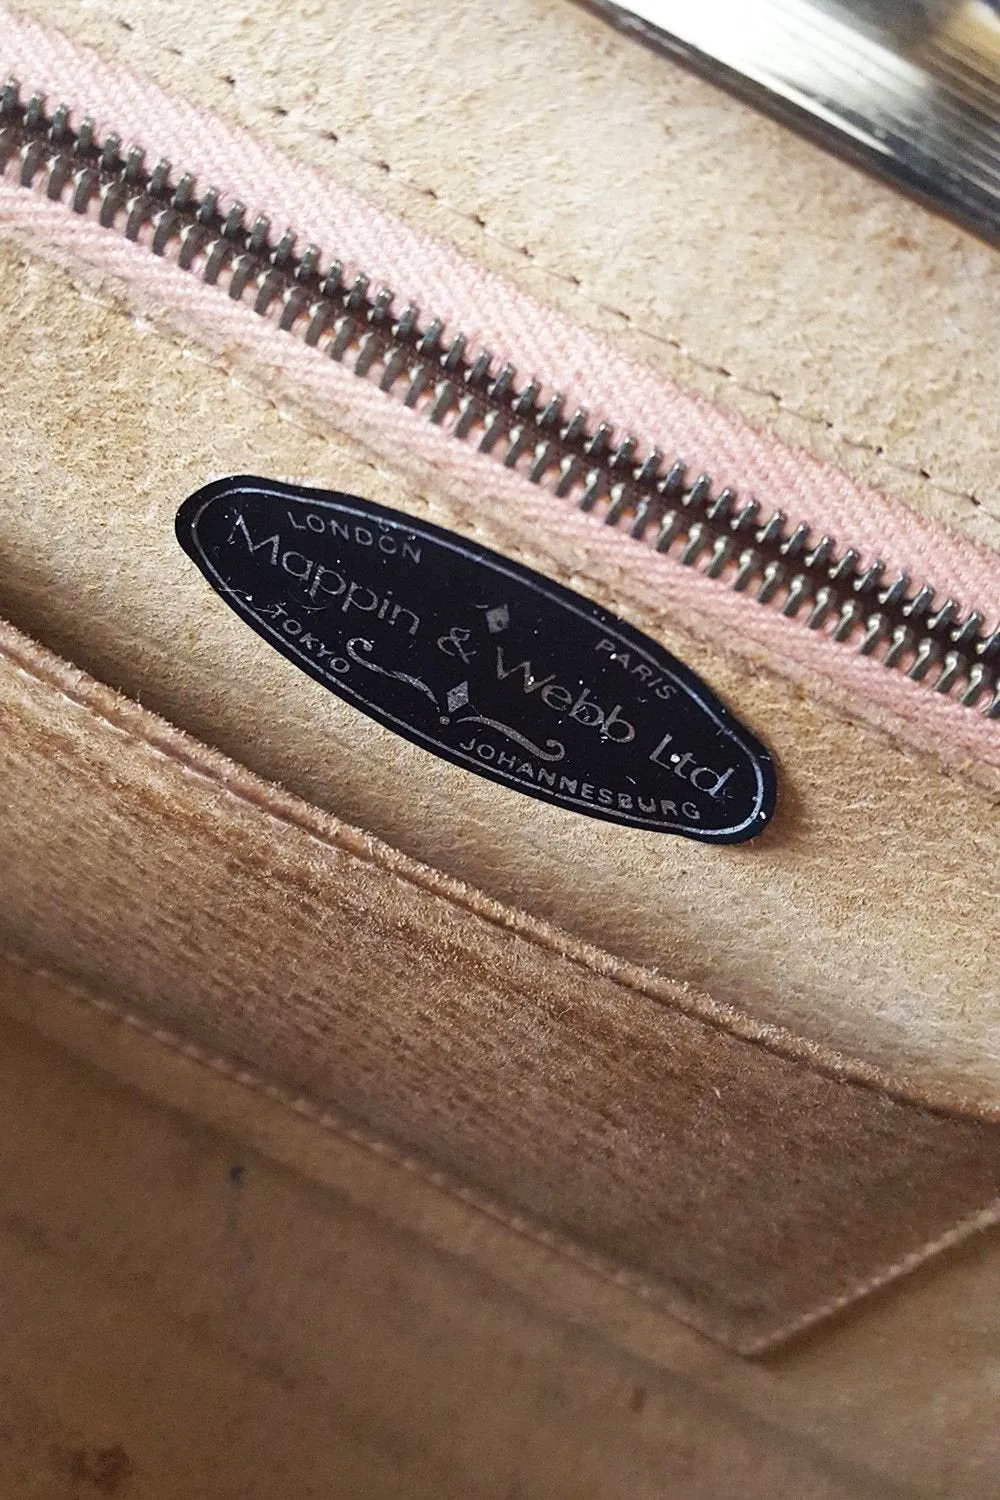 LONDON
PARIS
Mappin & Webb Ltd
TOKYO
JOHANNESBURG